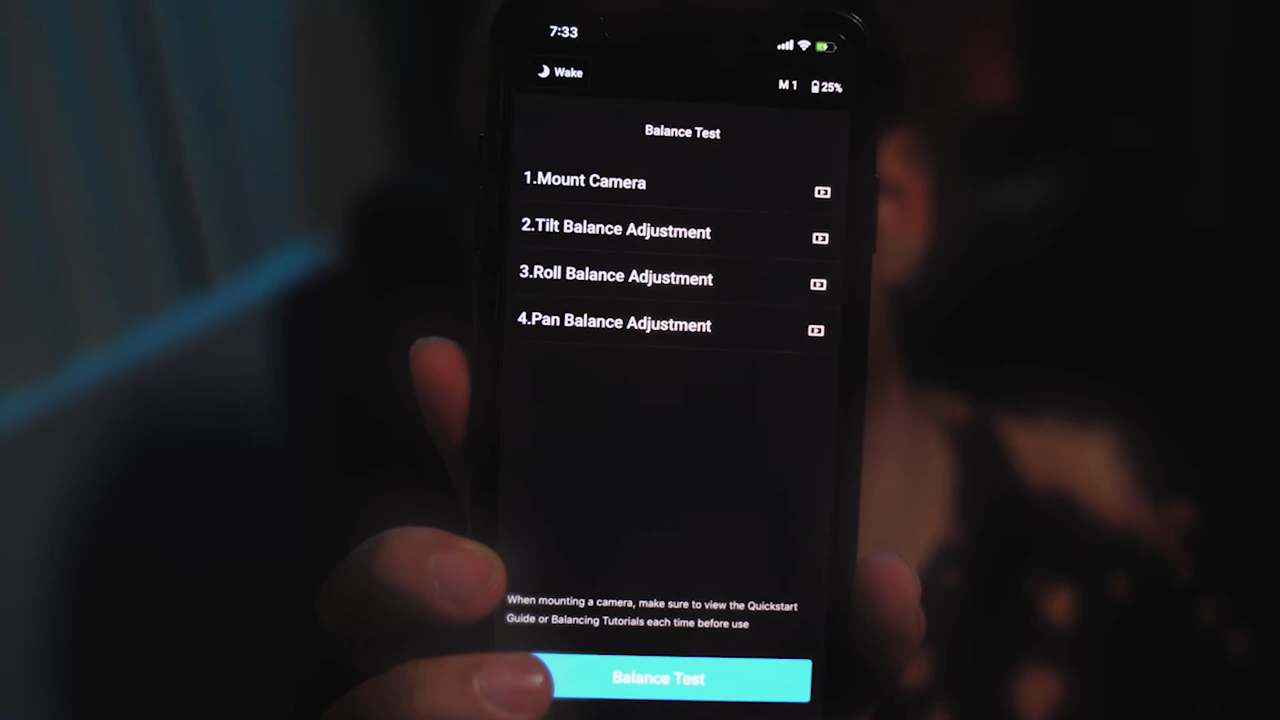 7:33
Wake
M 1 25%
Balance Test
1.Mount Camera
2.Tilt Balance Adjustment
3.Roll Balance Adjustment
4.Pan Balance Adjustment
When mounting a camera, make sure to view the Quickstart
Guide or Balancing Tutorials each time before use
Balance Test